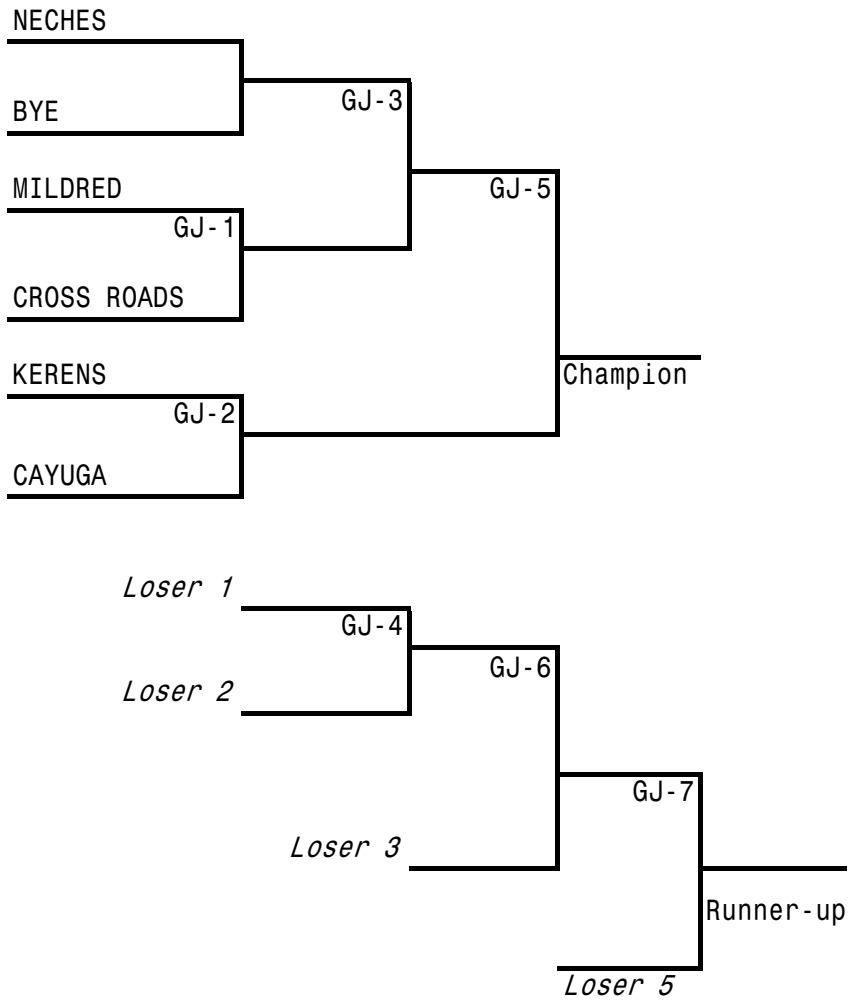 NECHES
GJ-3
BYE
MILDRED
GJ-5
GJ-1
CROSS ROADS
KERENS
Champion
GJ-2
CAYUGA
Loser 1
GJ-4
GJ-6
Loser 2
GJ-7
Loser 3
Runner-up
Loser 5